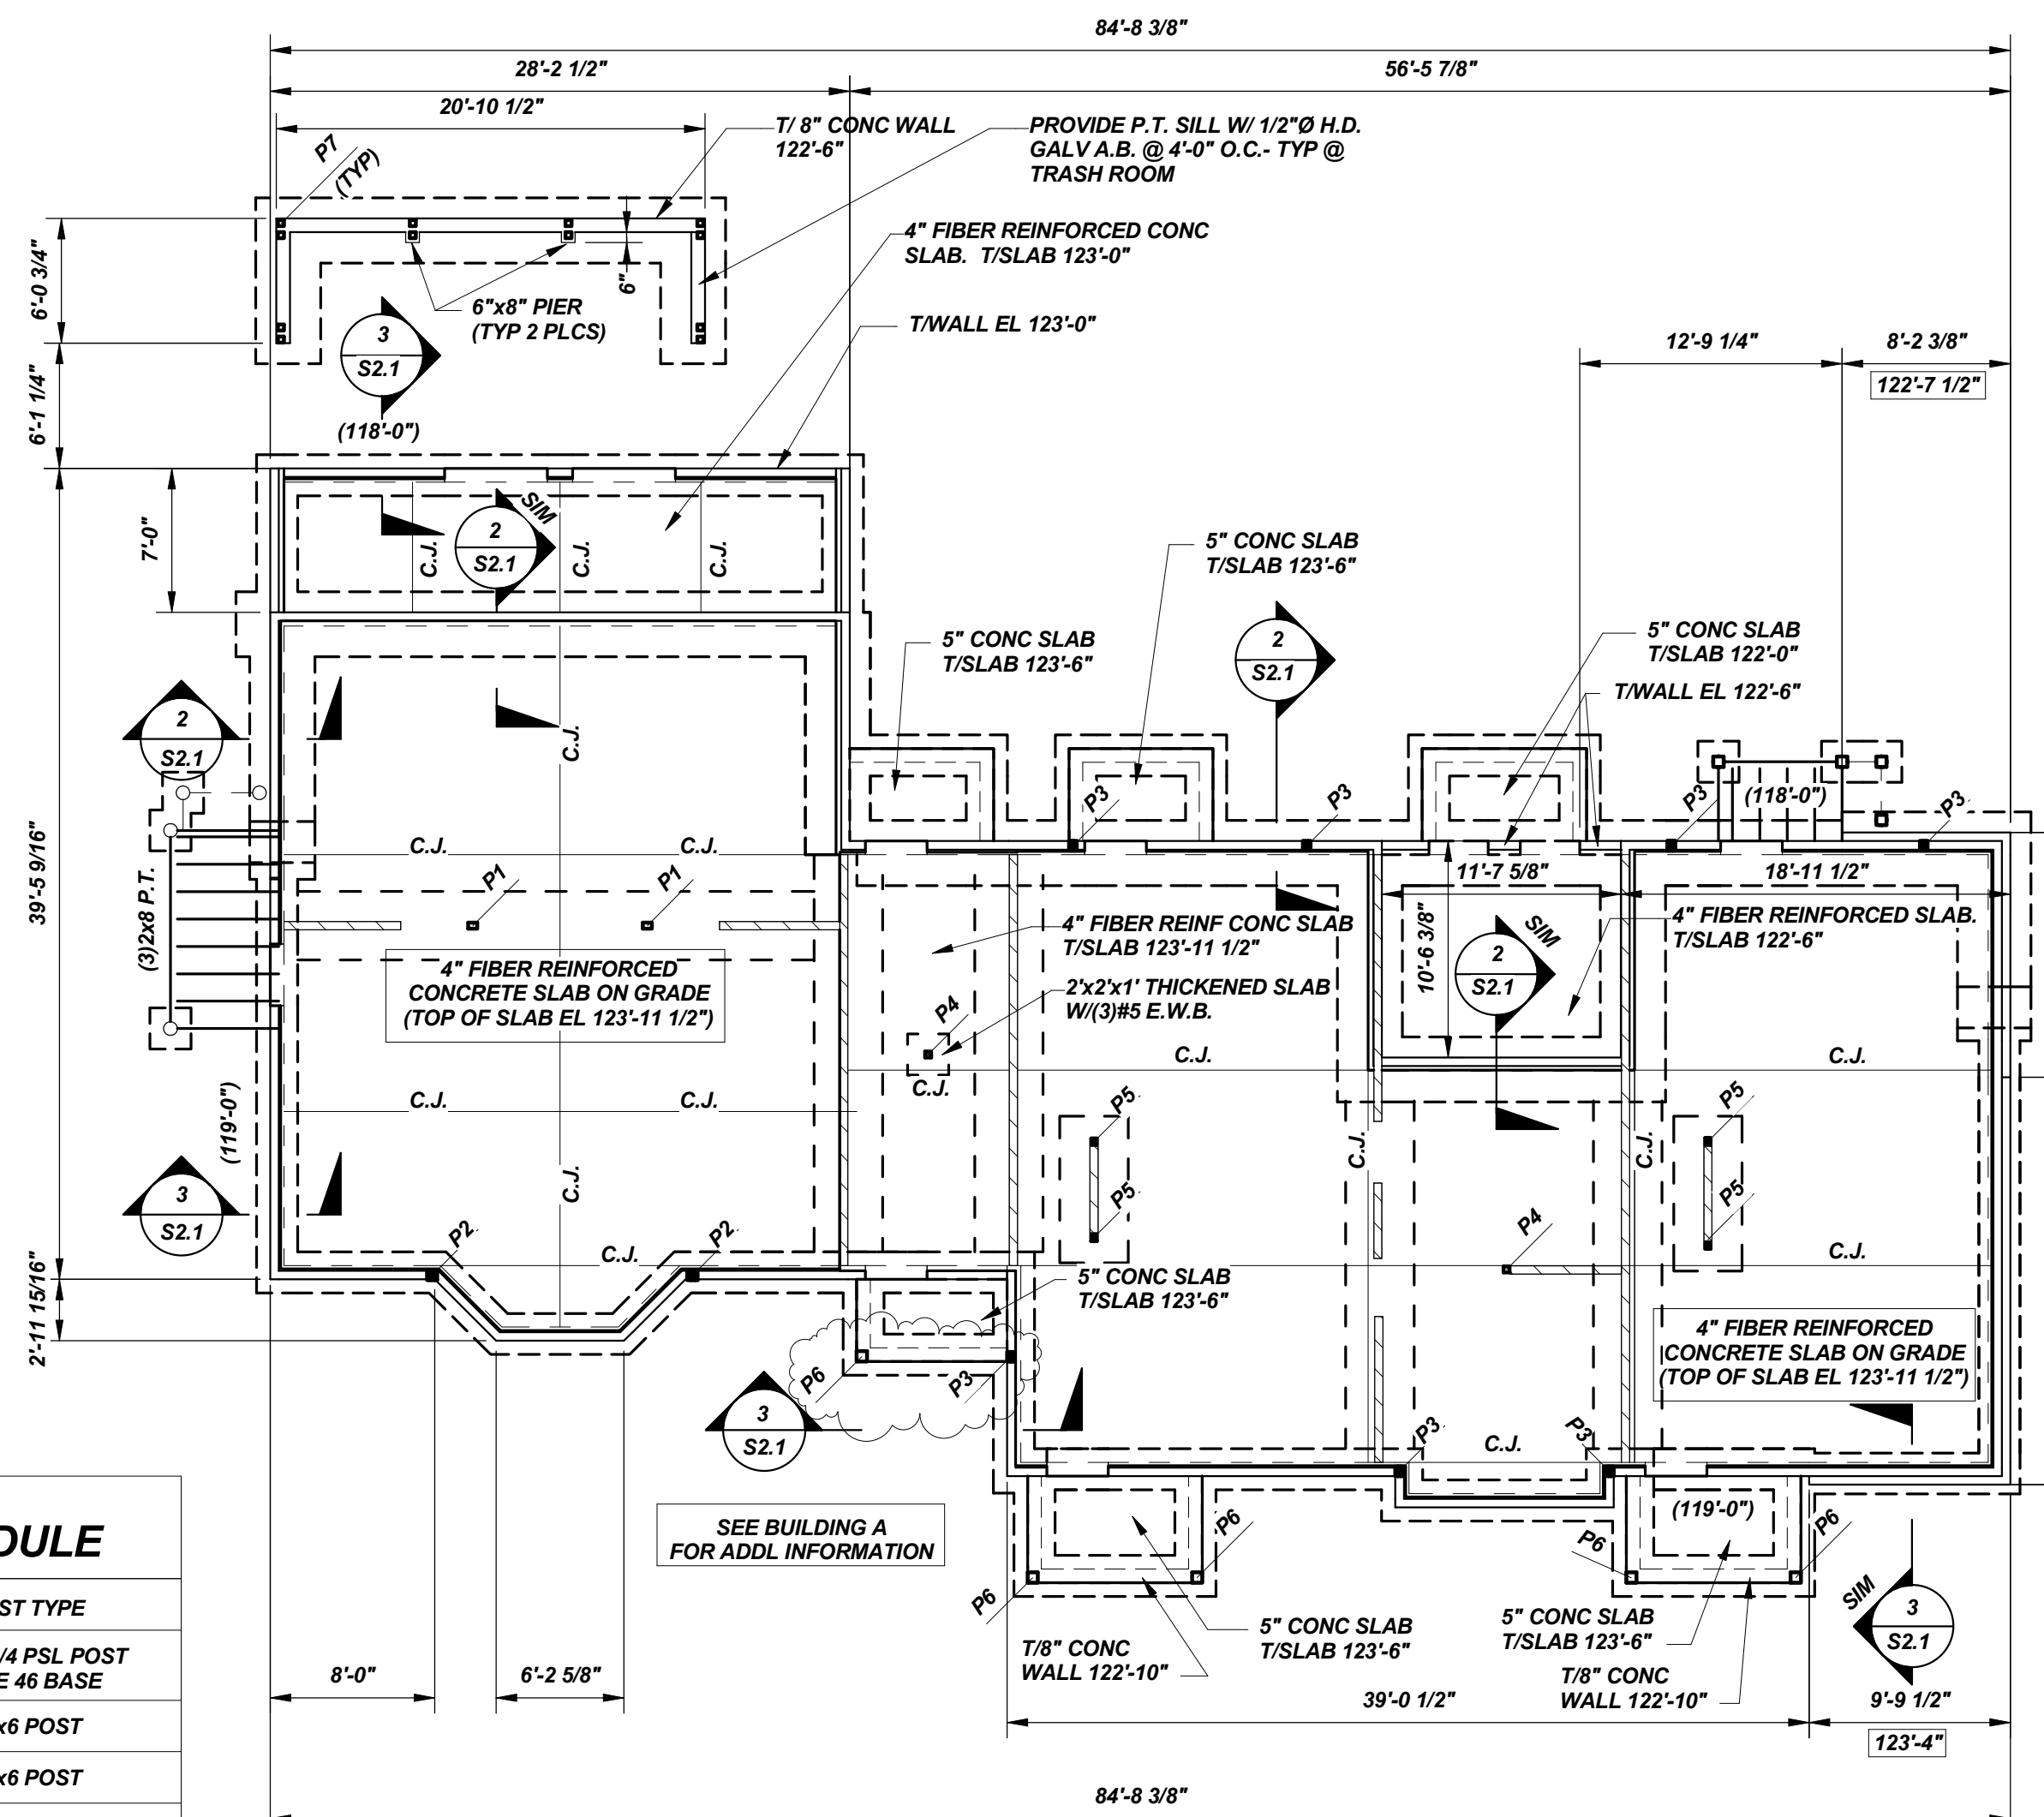 84'-8 3/8"
28'-2 1/2"
56'-5 7/8"
20'-10 1/2"
P7
(TYP)
T/ 8" CONC WALL
122'-6"
PROVIDE P.T. SILL W/ 1/2"Ø H.D.
GALV A.B. @ 4'-0" O.C.- TYP @
TRASH ROOM
4" FIBER REINFORCED CONC
SLAB.  T/SLAB 123'-0"
6'-0 3/4"
6"
6"x8" PIER
(TYP 2 PLCS)
3
S2.1
T/WALL EL 123'-0"
12'-9 1/4"
8'-2 3/8"
122'-7 1/2"
6'-1 1/4"
(118'-0")
7'-0"
2
S2.1
SIM
C.J.
C.J.
C.J.
5" CONC SLAB
T/SLAB 123'-6"
5" CONC SLAB
T/SLAB 123'-6"
2
S2.1
5" CONC SLAB
T/SLAB 122'-0"
T/WALL EL 122'-6"
2
S2.1
C.J.
P3
P3
P3
(118'-0")
P3
39'-5 9/16"
(3)2x8 P.T.
C.J.
C.J.
P1
P1
11'-7 5/8"
18'-11 1/2"
10'-6 3/8"
4" FIBER REINF CONC SLAB
T/SLAB 123'-11 1/2"
2
S2.1
SIM
4" FIBER REINFORCED SLAB.
T/SLAB 122'-6"
4" FIBER REINFORCED
CONCRETE SLAB ON GRADE
(TOP OF SLAB EL 123'-11 1/2")
2'x2'x1' THICKENED SLAB
W/(3)#5 E.W.B.
P4
C.J.
C.J.
C.J.
C.J.
C.J.
(119'-0")
P5
P5
C.J.
C.J.
P5
P5
3
S2.1
C.J.
P4
P2
P2
C.J.
C.J.
2'-11 15/16"
5" CONC SLAB
T/SLAB 123'-6"
4" FIBER REINFORCED
CONCRETE SLAB ON GRADE
(TOP OF SLAB EL 123'-11 1/2")
P6
P3
3
S2.1
P3
C.J.
P3
SEE BUILDING A
FOR ADDL INFORMATION
(119'-0")
P6
P6
P6
P6
DULE
ST TYPE
/4 PSL POST
E 46 BASE
x6 POST
x6 POST
8'-0"
6'-2 5/8"
T/8" CONC
WALL 122'-10"
5" CONC SLAB
T/SLAB 123'-6"
5" CONC SLAB
T/SLAB 123'-6"
T/8" CONC
WALL 122'-10"
SIM
3
S2.1
39'-0 1/2"
9'-9 1/2"
123'-4"
84'-8 3/8"